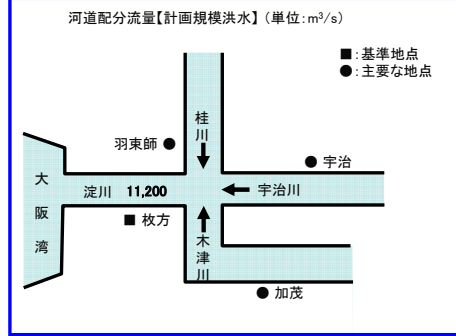 河道配分流量【計画規模洪水】（単位：m³/s）
■：基準地点
●：主要な地点
桂川
羽束師 ●
● 宇治
大阪湾
淀川 11,200
宇治川
■ 枚方
木津川
● 加茂